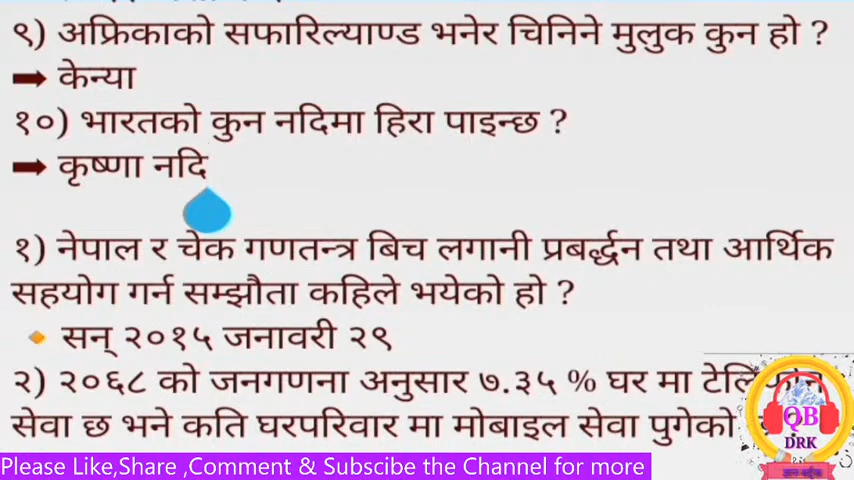 ९) अफ्रिकाको सफारिल्याण्ड भनेर चिनिने मुलुक कुन हो ?
➡ केन्या
१०) भारतको कुन नदिमा हिरा पाइन्छ ?
➡ कृष्णा नदि
१) नेपाल र चेक गणतन्त्र बिच लगानी प्रबर्द्धन तथा आर्थिक
सहयोग गर्न सम्झौता कहिले भयेको हो ?
🔸 सन् २०१५ जनावरी २९
२) २०६८ को जनगणना अनुसार ७.३५ % घर मा टेलिफोन
सेवा छ भने कति घरपरिवार मा मोबाइल सेवा पुगेको
QB
DRK
Please Like,Share ,Comment & Subscibe the Channel for more